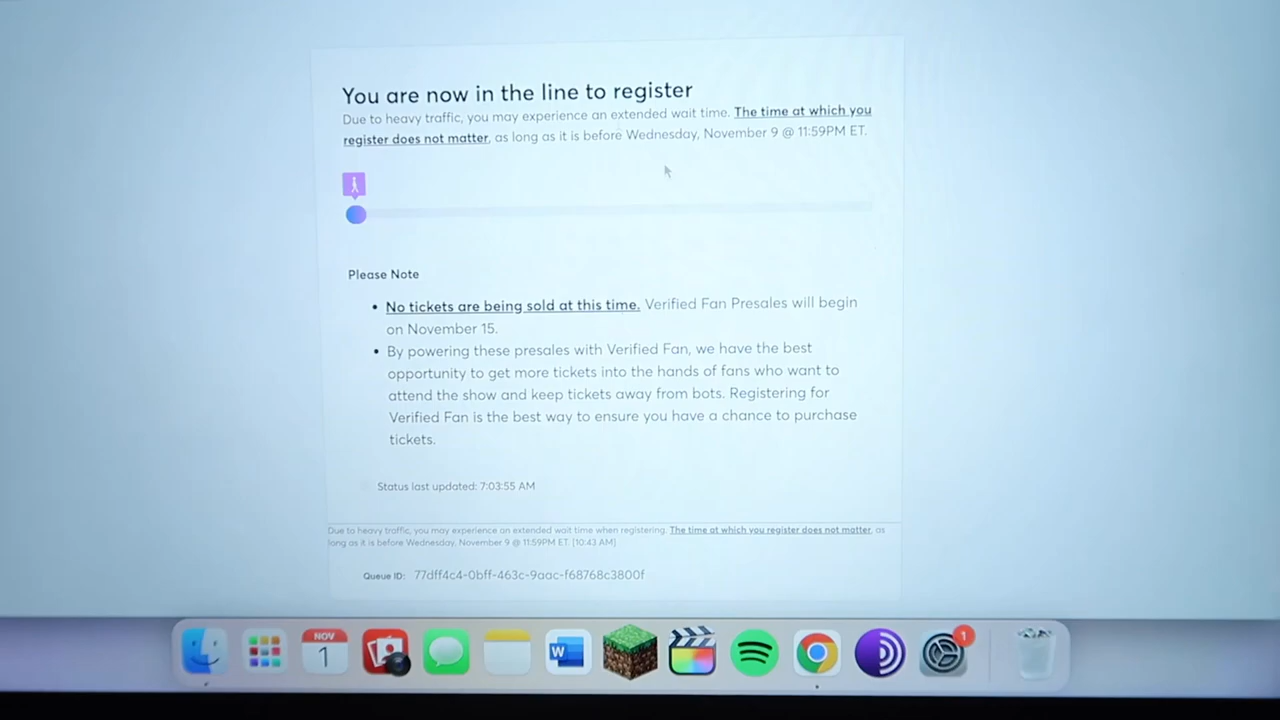 You are now in the line to register
Due to heavy traffic, you may experience an extended wait time. The time at which you
register does not matter, as long as it is before Wednesday, November 9 @ 11:59PM ET.
Please Note
• No tickets are being sold at this time. Verified Fan Presales will begin
on November 15.
• By powering these presales with Verified Fan, we have the best
opportunity to get more tickets into the hands of fans who want to
attend the show and keep tickets away from bots. Registering for
Verified Fan is the best way to ensure you have a chance to purchase
tickets.
Status last updated: 7:03:55 AM
Due to heavy traffic, you may experience an extended wait time when registering. The time at which you register does not matter, as
long as it is before Wednesday, November 9 @ 11:59PM ET. [10:43 AM]
Queue ID: 77dff4c4-0bff-463c-9aac-f68768c3800f
NOV
1
W
1